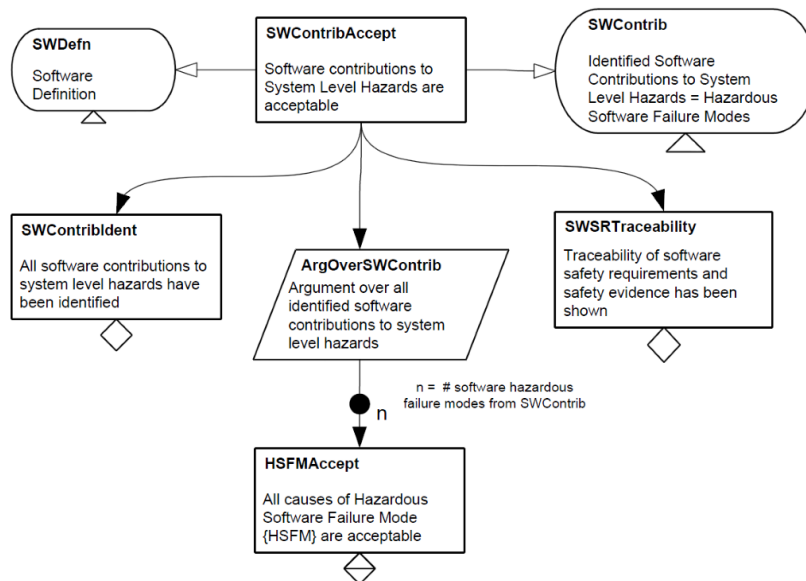 SWDefn
Software
Definition
SWContribAccept
Software contributions to
System Level Hazards are
acceptable
SWContrib
Identified Software
Contributions to System
Level Hazards = Hazardous
Software Failure Modes
SWContribIdent
All software contributions to
system level hazards have
been identified
ArgOverSWContrib
Argument over all
identified software
contributions to system
level hazards
SWSRTraceability
Traceability of software
safety requirements and
safety evidence has been
shown
n
n = # software hazardous
failure modes from SWContrib
HSFMAccept
All causes of Hazardous
Software Failure Mode
{HSFM} are acceptable